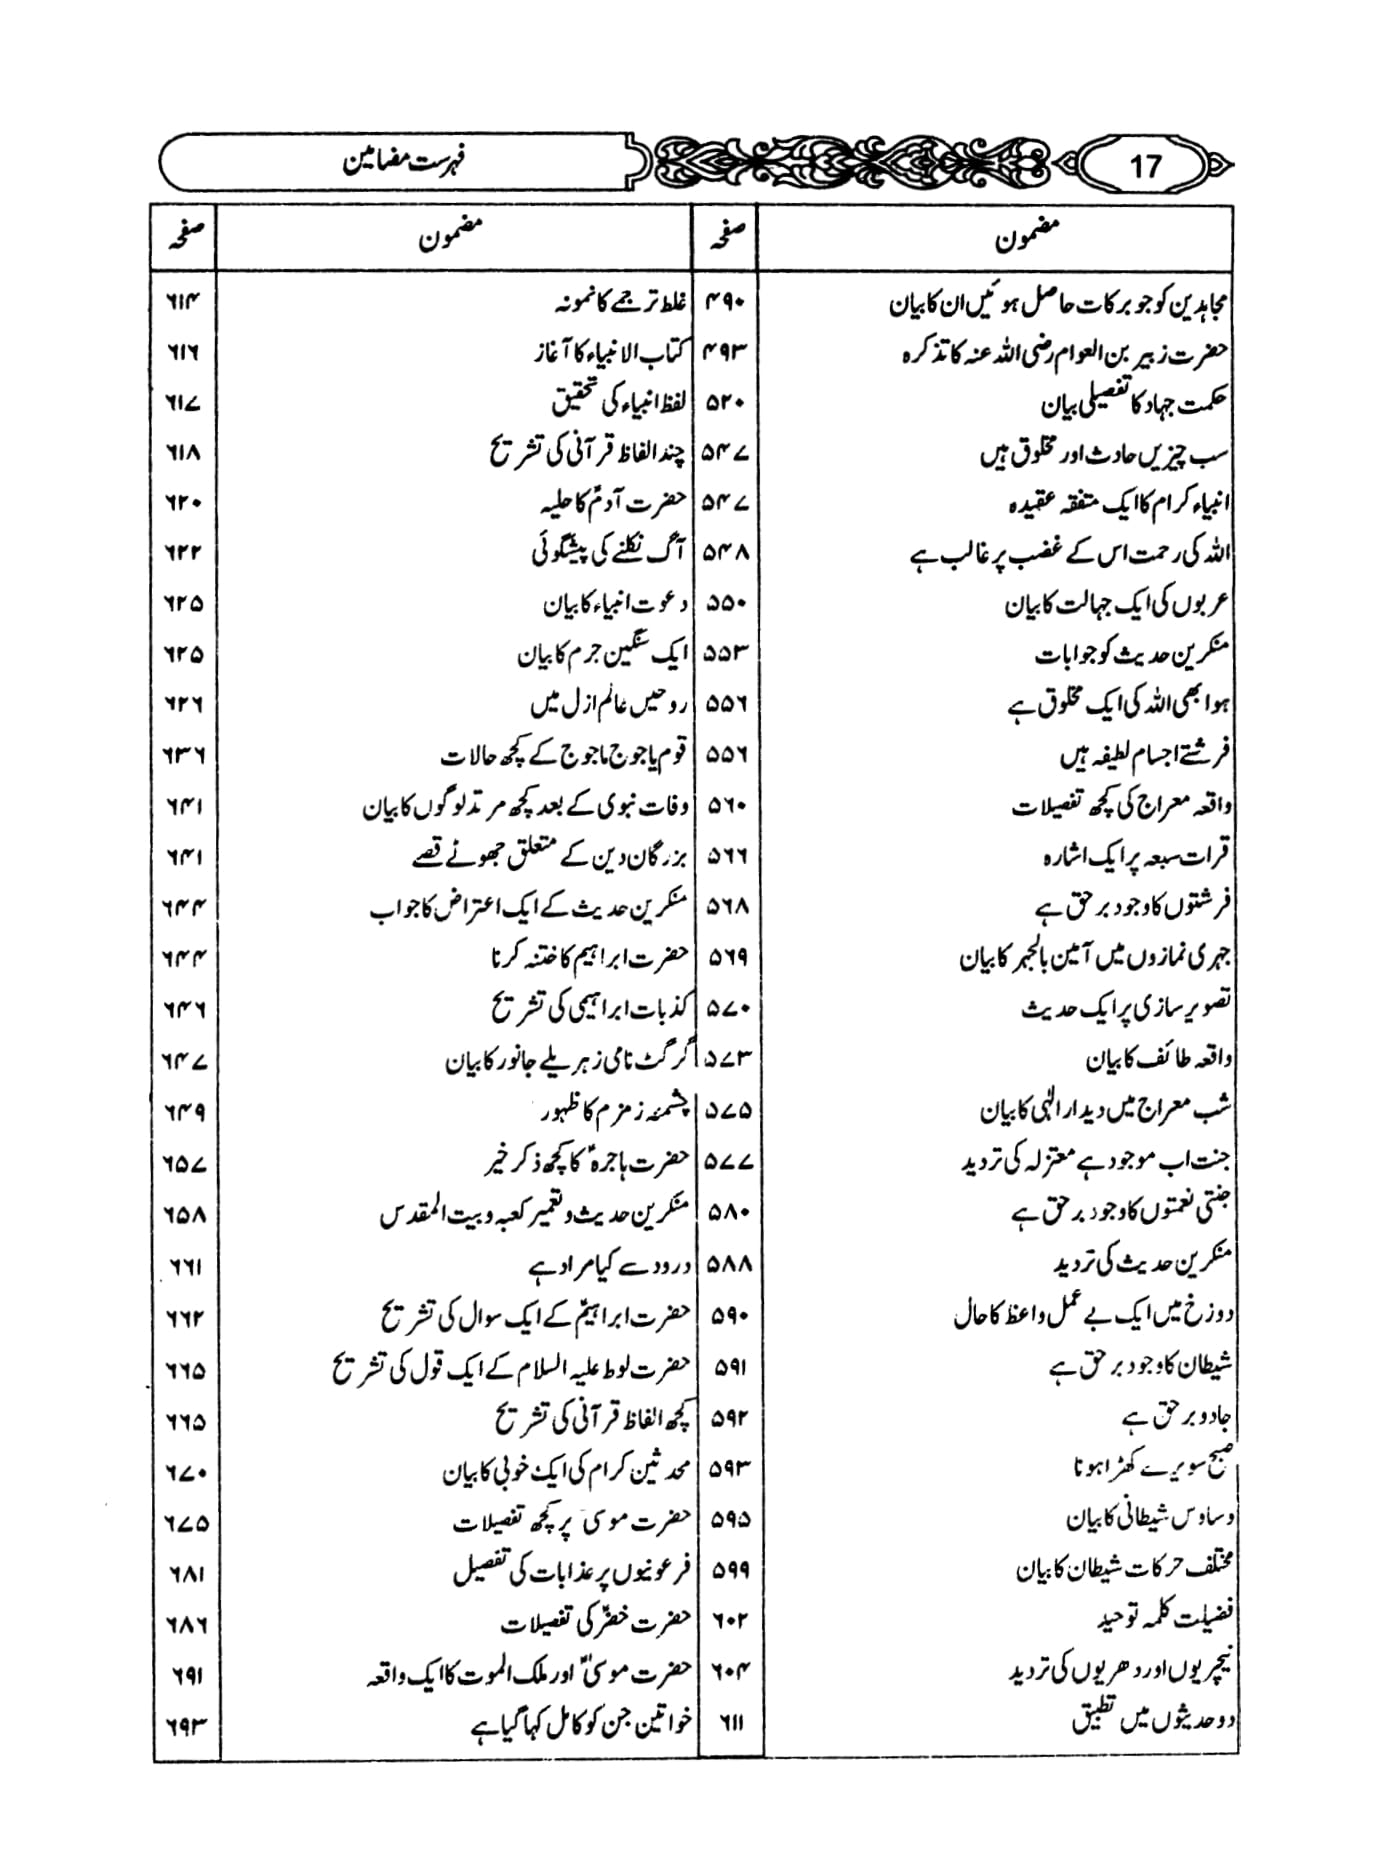 17
فہرست مضامین
مضمون صفحہ مضمون صفحہ
مجاہدین کو جو برکات حاصل ہوئیں ان کا بیان ۴۹۰ غلط ترجمے کا نمونہ ۶۱۴
حضرت زبیر بن العوام رضی اللہ عنہ کا تذکرہ ۴۹۳ کتاب الانبیاء کا آغاز ۶۱۶
حکمت جہاد کا تفصیلی بیان ۵۲۰ لفظ انبیاء کی تحقیق ۶۱۷
سب چیزیں حادث اور مخلوق ہیں ۵۴۷ چند الفاظ قرآنی کی تشریح ۶۱۸
انبیاء کرام کا ایک متفقہ عقیدہ ۵۴۷ حضرت آدمؑ کا حلیہ ۶۲۰
اللہ کی رحمت اس کے غضب پر غالب ہے ۵۴۸ آگ نکلنے کی پیشگوئی ۶۲۲
عربوں کی ایک جہالت کا بیان ۵۵۰ دعوت انبیاء کا بیان ۶۲۵
منکرین حدیث کو جوابات ۵۵۳ ایک سنگین جرم کا بیان ۶۲۵
ہوا بھی اللہ کی ایک مخلوق ہے ۵۵۶ روحیں عالم ازل میں ۶۲۶
فرشتے اجسام لطیفہ ہیں ۵۵۶ قوم یاجوج ماجوج کے کچھ حالات ۶۳۶
واقعہ معراج کی کچھ تفصیلات ۵۶۰ وفات نبوی کے بعد کچھ مرتد لوگوں کا بیان ۶۴۱
قرات سبعہ پر ایک اشارہ ۵۶۶ بزرگان دین کے متعلق جھوٹے قصے ۶۴۱
فرشتوں کا وجود برحق ہے ۵۶۸ منکرین حدیث کے ایک اعتراض کا جواب ۶۴۴
جہری نمازوں میں آمین بالجہر کا بیان ۵۶۹ حضرت ابراہیم کا ختنہ کرنا ۶۴۴
تصویر سازی پر ایک حدیث ۵۷۰ کذبات ابراہیمی کی تشریح ۶۴۶
واقعہ طائف کا بیان ۵۷۳ گرگٹ نامی زہریلے جانور کا بیان ۶۴۷
شب معراج میں دیدار الٰہی کا بیان ۵۷۵ چشمئہ زمزم کا ظہور ۶۴۹
جنت اب موجود ہے معتزلہ کی تردید ۵۷۷ حضرت ہاجرہؑ کا کچھ ذکر خیر ۶۵۷
جنتی نعمتوں کا وجود برحق ہے ۵۸۰ منکرین حدیث و تعمیر کعبہ و بیت المقدس ۶۵۸
منکرین حدیث کی تردید ۵۸۸ درود سے کیا مراد ہے ۶۶۱
دوزخ میں ایک بے عمل واعظ کا حال ۵۹۰ حضرت ابراہیمؑ کے ایک سوال کی تشریح ۶۶۲
شیطان کا وجود برحق ہے ۵۹۱ حضرت لوط علیہ السلام کے ایک قول کی تشریح ۶۶۵
جادو برحق ہے ۵۹۲ کچھ الفاظ قرآنی کی تشریح ۶۶۵
صبح سویرے کھڑا ہونا ۵۹۳ محدثین کرام کی ایک خوبی کا بیان ۶۷۰
وساوس شیطانی کا بیان ۵۹۵ حضرت موسیٰ پر کچھ تفصیلات ۶۷۵
مختلف حرکات شیطان کا بیان ۵۹۹ فرعونیوں پر عذابات کی تفصیل ۶۸۱
فضیلت کلمہ توحید ۶۰۲ حضرت خضرؑ کی تفصیلات ۶۸۶
نیچریوں اور دھریوں کی تردید ۶۰۴ حضرت موسیٰؑ اور ملک الموت کا ایک واقعہ ۶۹۱
دو حدیثوں میں تطبیق ۶۱۱ خواتین جن کو کامل کہا گیا ہے ۶۹۳